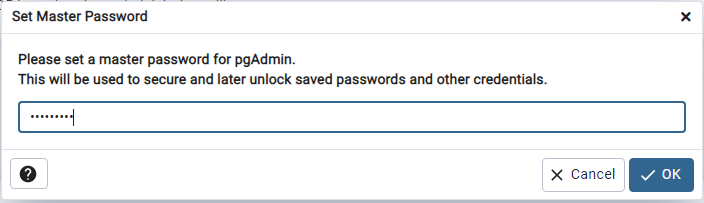 Set Master Password
Please set a master password for pgAdmin.
This will be used to secure and later unlock saved passwords and other credentials.
•••••••••
? Cancel OK